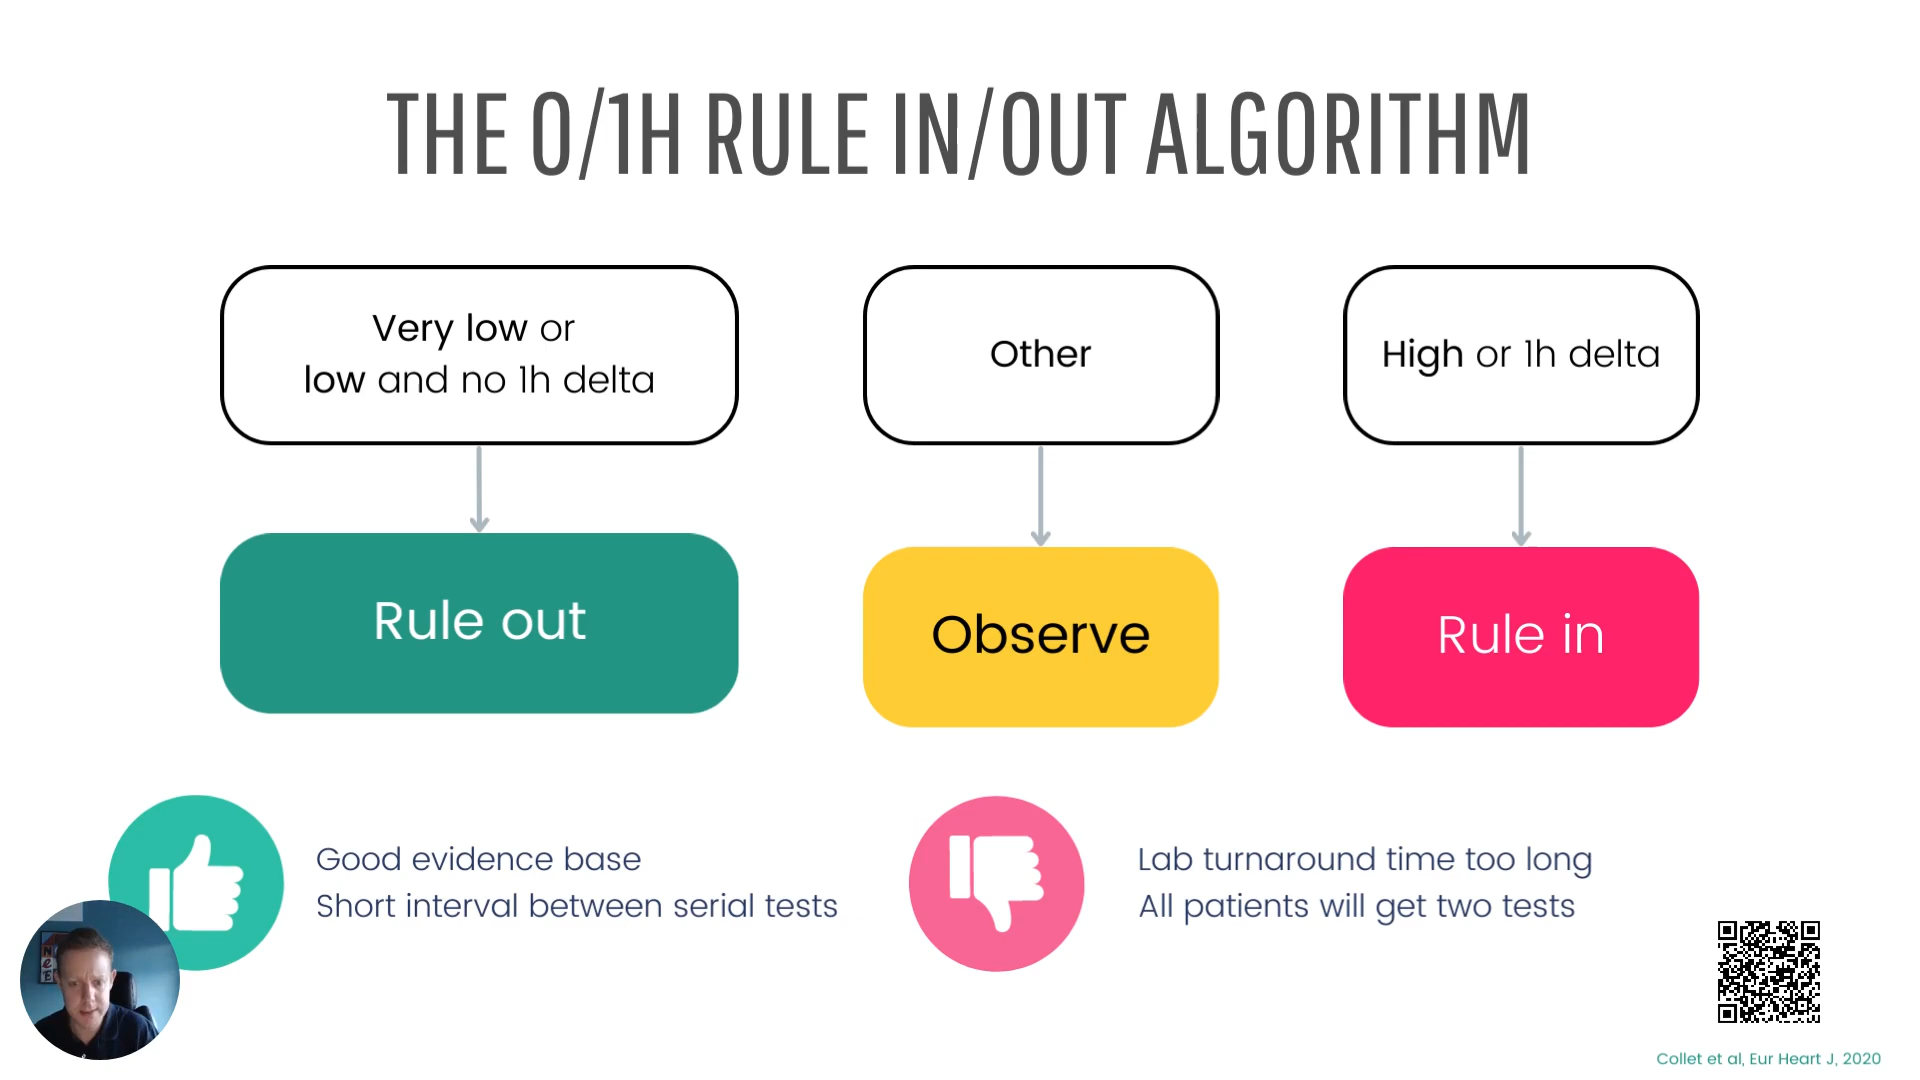 THE 0/1H RULE IN/OUT ALGORITHM
Very low or
low and no 1h delta
Other
High or 1h delta
Rule out
Observe
Rule in
Good evidence base
Short interval between serial tests
Lab turnaround time too long
All patients will get two tests
Collet et al, Eur Heart J, 2020